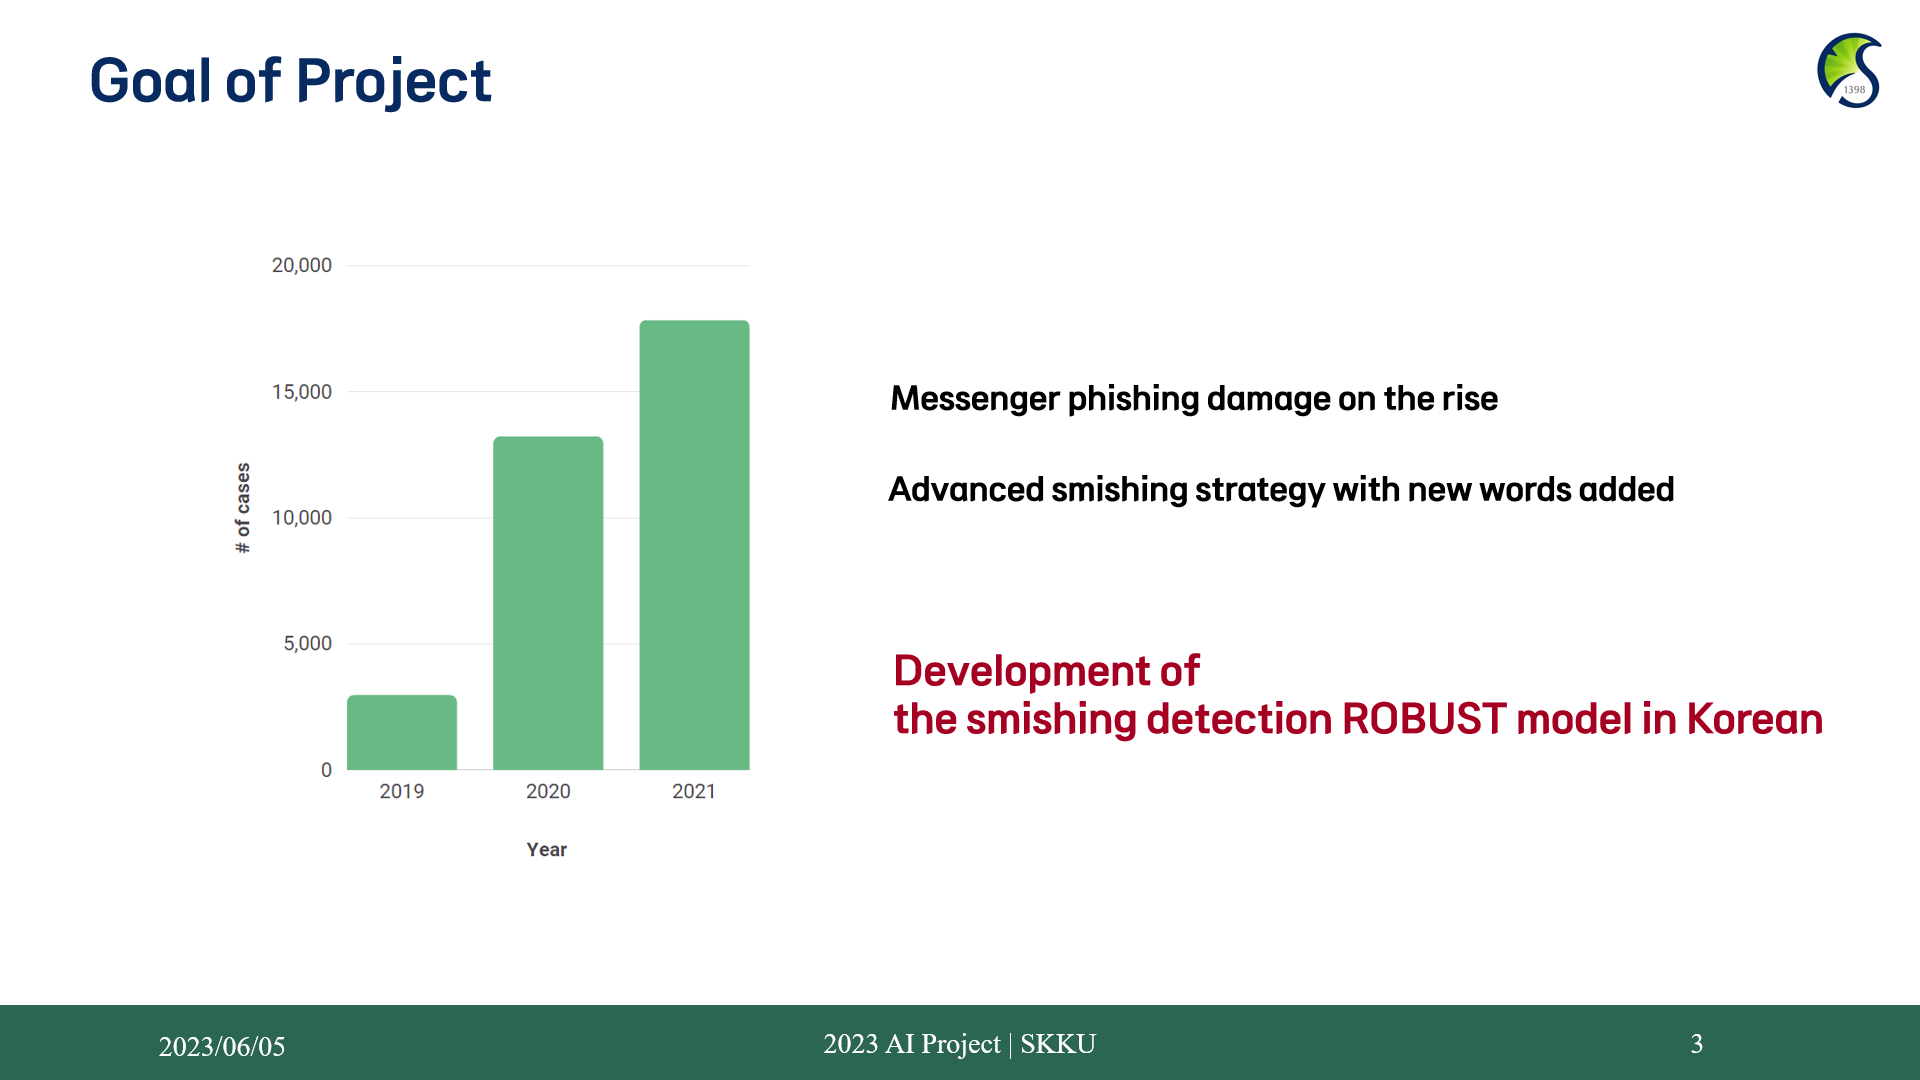 Goal of Project
1398
20,000
15,000
10,000
5,000
0
# of cases
2019 2020 2021
Year
Messenger phishing damage on the rise
Advanced smishing strategy with new words added
Development of
the smishing detection ROBUST model in Korean
2023/06/05
2023 AI Project | SKKU
3